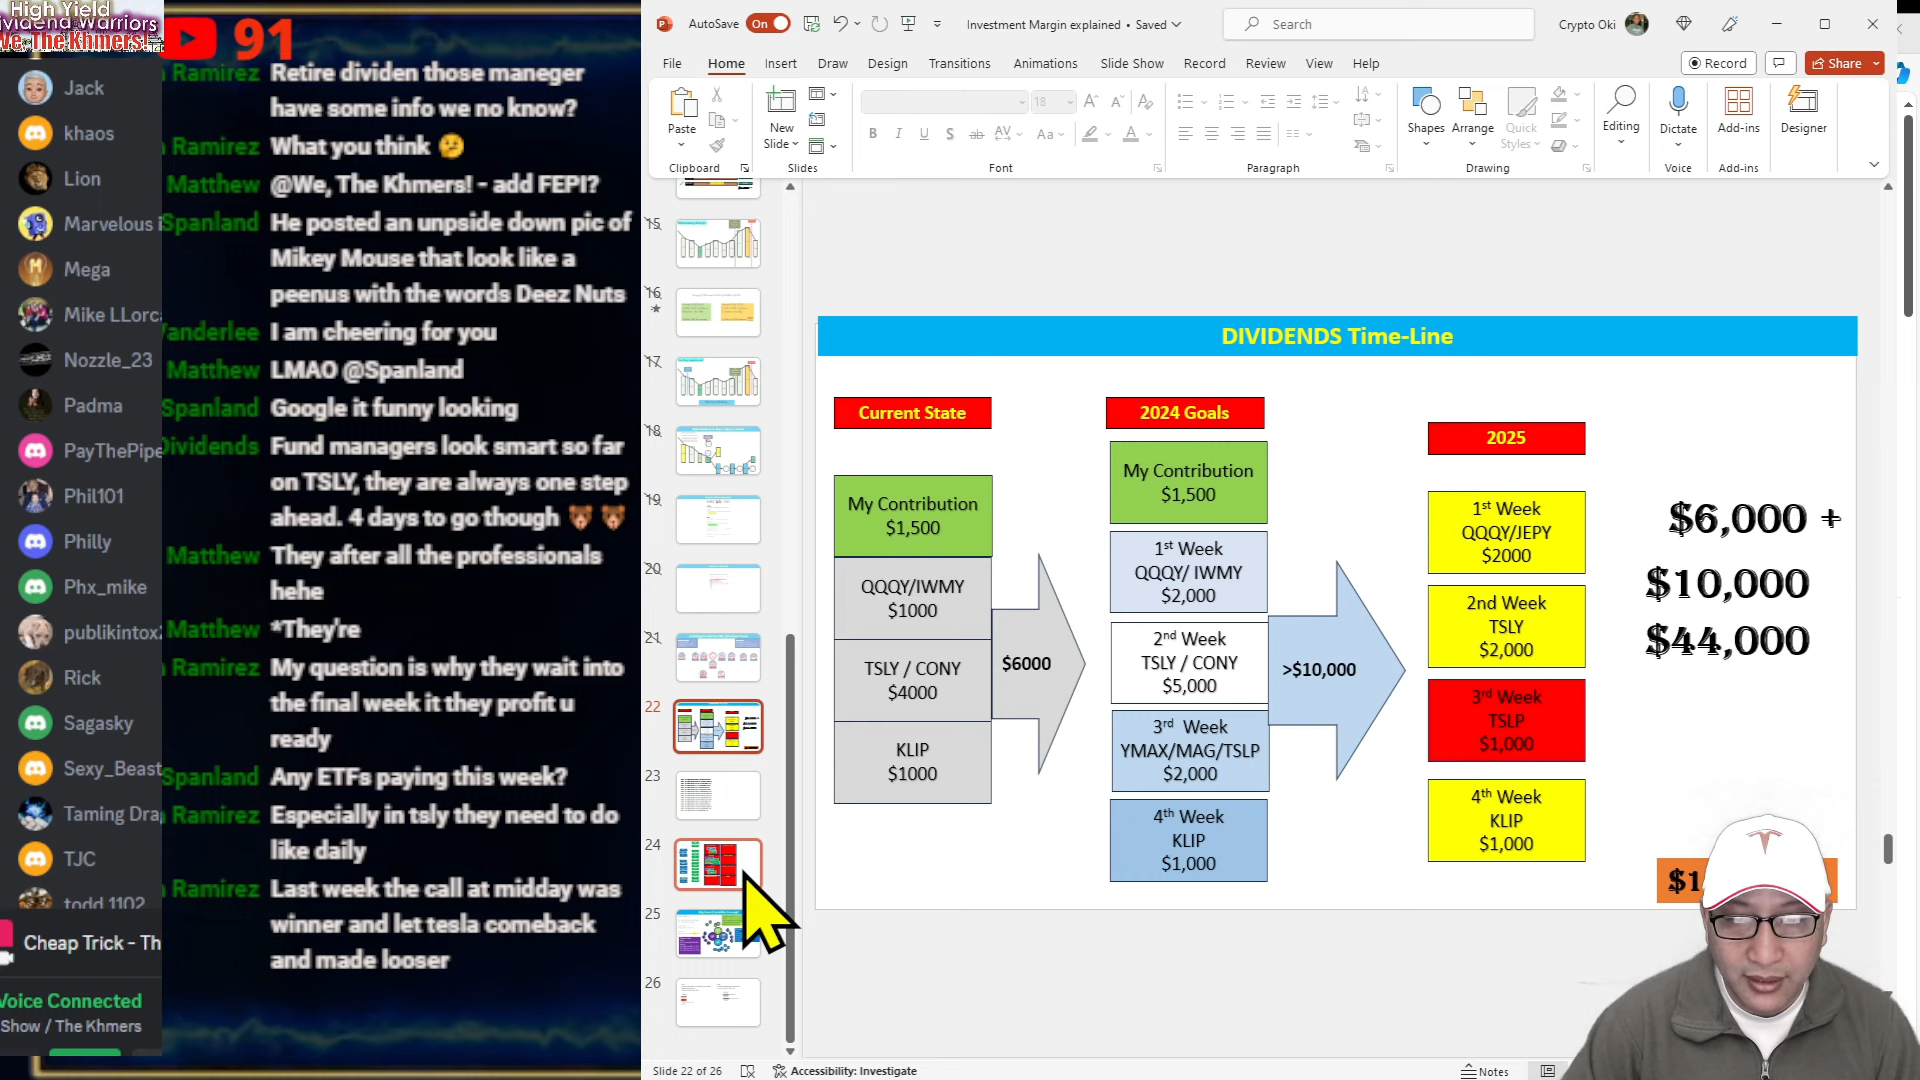 High Yield
Dividend Warriors
We, The Khmers!
Jack
khaos
Lion
Marvelous i
Mega
Mike LLorc
Nozzle_23
Padma
PayThePipe
Phil101
Philly
Phx_mike
publikintox
Rick
Sagasky
Sexy_Beast
Taming Dra
TJC
todd 1102
Cheap Trick - Th
Voice Connected
Show / The Khmers
91
Ramirez Retire dividen those maneger
have some info we no know?
Ramirez What you think 🤔
Matthew @We, The Khmers! - add FEPI?
Spanland He posted an unpside down pic of
Mikey Mouse that look like a
peenus with the words Deez Nuts
Vanderlee I am cheering for you
Matthew LMAO @Spanland
Spanland Google it funny looking
Dividends Fund managers look smart so far
on TSLY, they are always one step
ahead. 4 days to go though 🐻 🐻
Matthew They after all the professionals
hehe
Matthew *They're
Ramirez My question is why they wait into
the final week it they profit u
ready
Spanland Any ETFs paying this week?
Ramirez Especially in tsly they need to do
like daily
Ramirez Last week the call at midday was
winner and let tesla comeback
and made looser
AutoSave On
Investment Margin explained • Saved
Search
Crypto Oki
File Home Insert Draw Design Transitions Animations Slide Show Record Review View Help
Record
Share
Paste
Clipboard
New
Slide
Slides
18
Font
Paragraph
Shapes
Arrange
Quick
Styles
Drawing
Editing
Dictate
Voice
Add-ins
Add-ins
Designer
15
16
17
18
19
20
21
22
23
24
25
26
DIVIDENDS Time-Line
Current State
My Contribution
$1,500
QQQY/IWMY
$1000
TSLY / CONY
$4000
KLIP
$1000
$6000
2024 Goals
My Contribution
$1,500
1st Week
QQQY/ IWMY
$2,000
2nd Week
TSLY / CONY
$5,000
3rd Week
YMAX/MAG/TSLP
$2,000
4th Week
KLIP
$1,000
>$10,000
2025
1st Week
QQQY/JEPY
$2000
2nd Week
TSLY
$2,000
3rd Week
TSLP
$1,000
4th Week
KLIP
$1,000
$6,000 +
$10,000
$44,000
Slide 22 of 26
Accessibility: Investigate
Notes